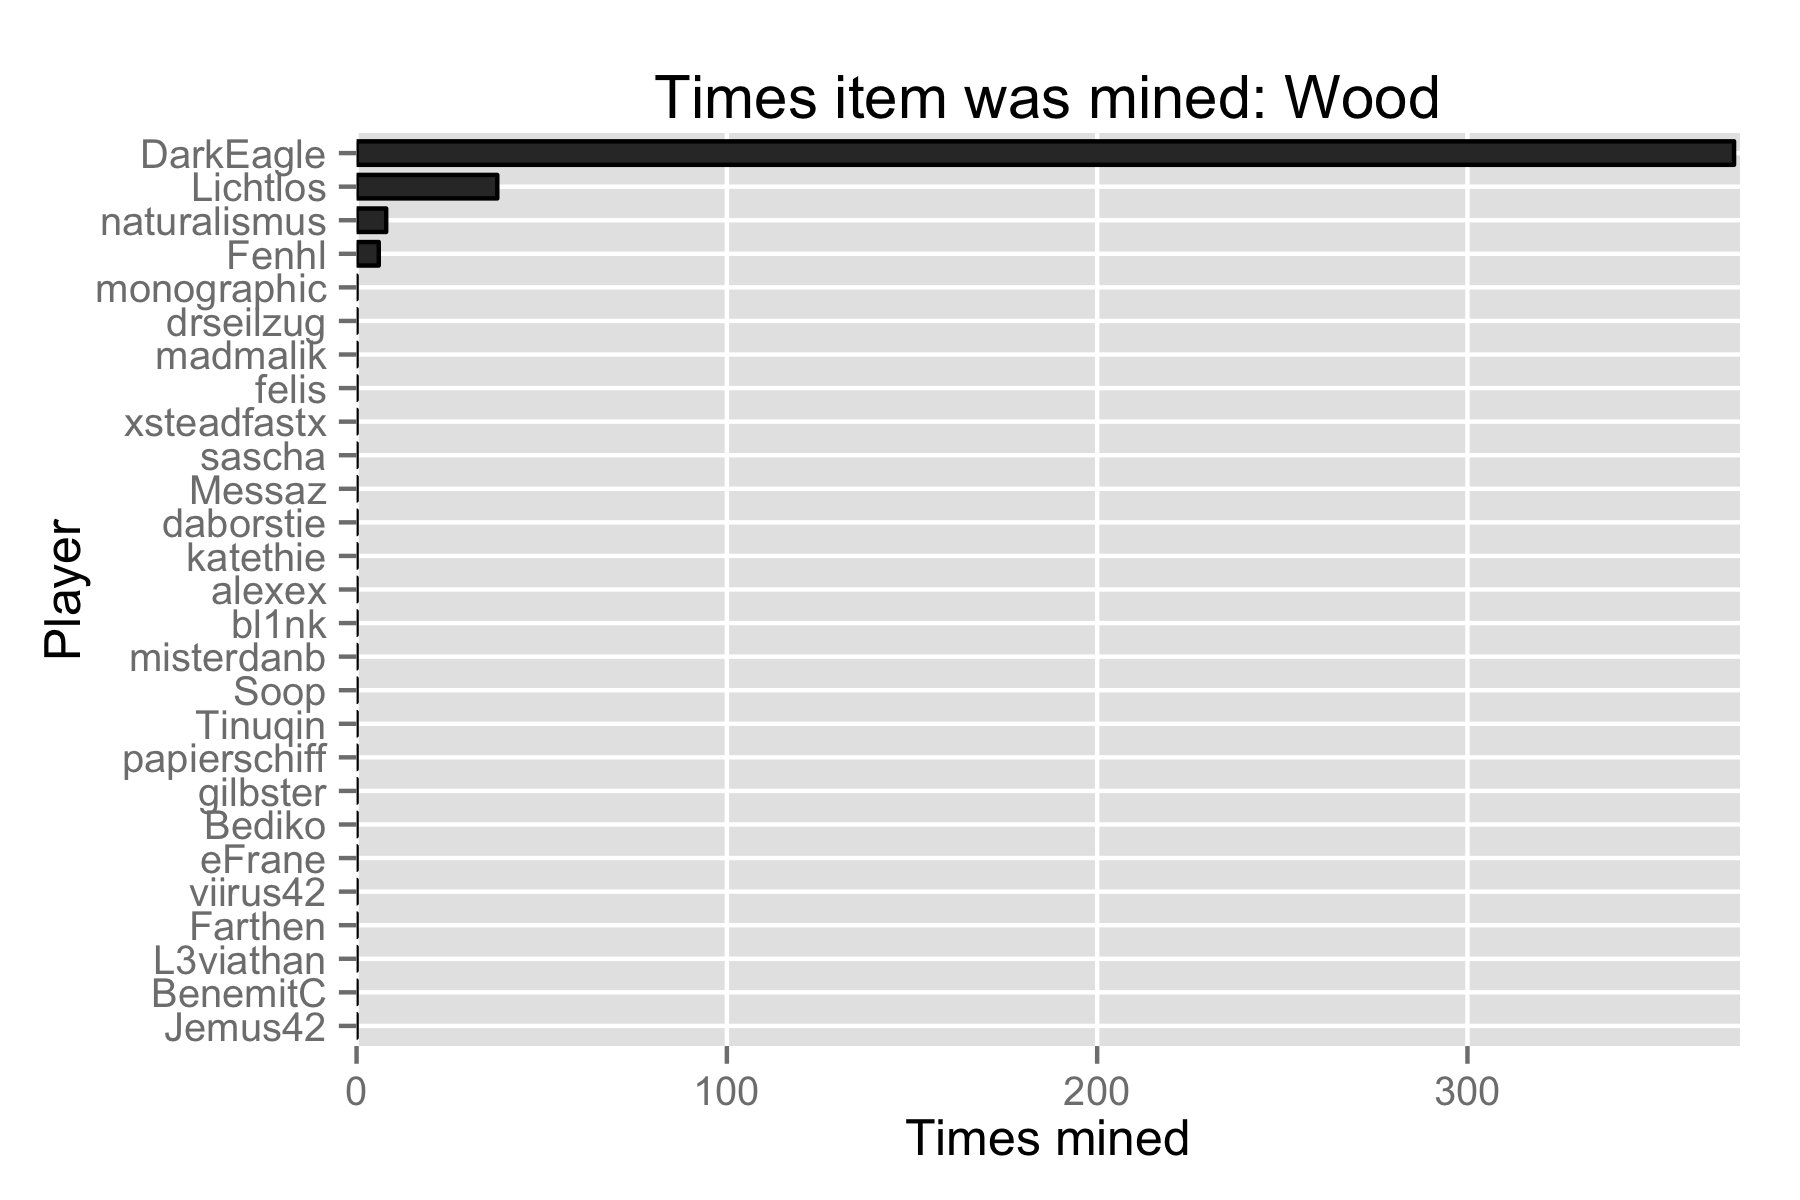 Times item was mined: Wood
DarkEagle
Lichtlos
naturalismus
Fenhl
monographic
drseilzug
madmalik
felis
xsteadfastx
sascha
Messaz
daborstie
katethie
alexex
bl1nk
misterdanb
Soop
Tinuqin
papierschiff
gilbster
Bediko
eFrane
viirus42
Farthen
L3viathan
BenemitC
Jemus42
Player
0 100 200 300
Times mined